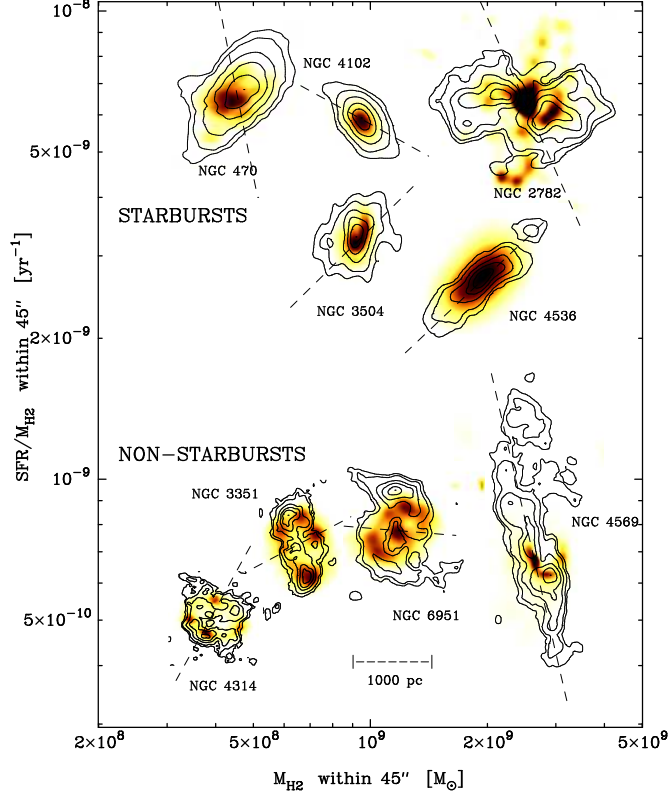 10⁻⁸
NGC 4102
5×10⁻⁹
NGC 470
NGC 2782
STARBURSTS
NGC 3504
NGC 4536
2×10⁻⁹
SFR/M_H2 within 45″ [yr⁻¹]
NON−STARBURSTS
10⁻⁹
NGC 3351
NGC 4569
NGC 6951
5×10⁻¹⁰
1000 pc
NGC 4314
2×10⁸ 5×10⁸ 10⁹ 2×10⁹ 5×10⁹
M_H2 within 45″ [M_⊙]